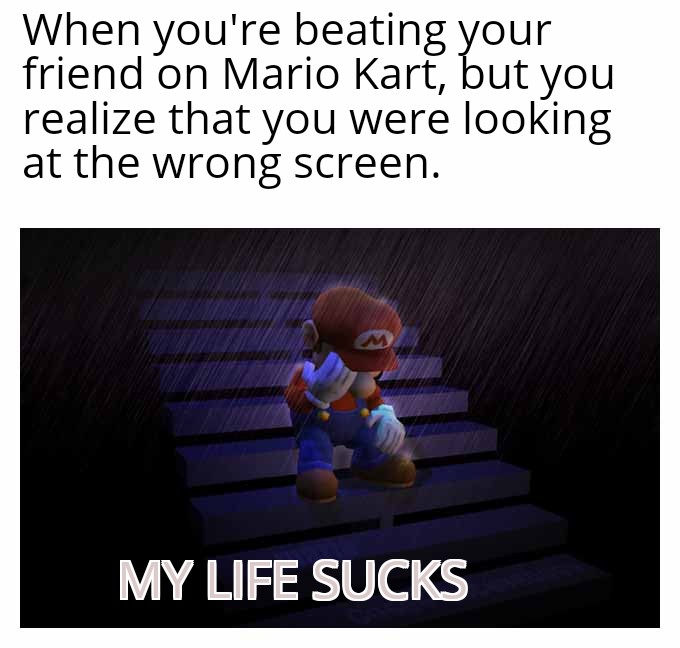 When you're beating your
friend on Mario Kart, but you
realize that you were looking
at the wrong screen.
M
MY LIFE SUCKS